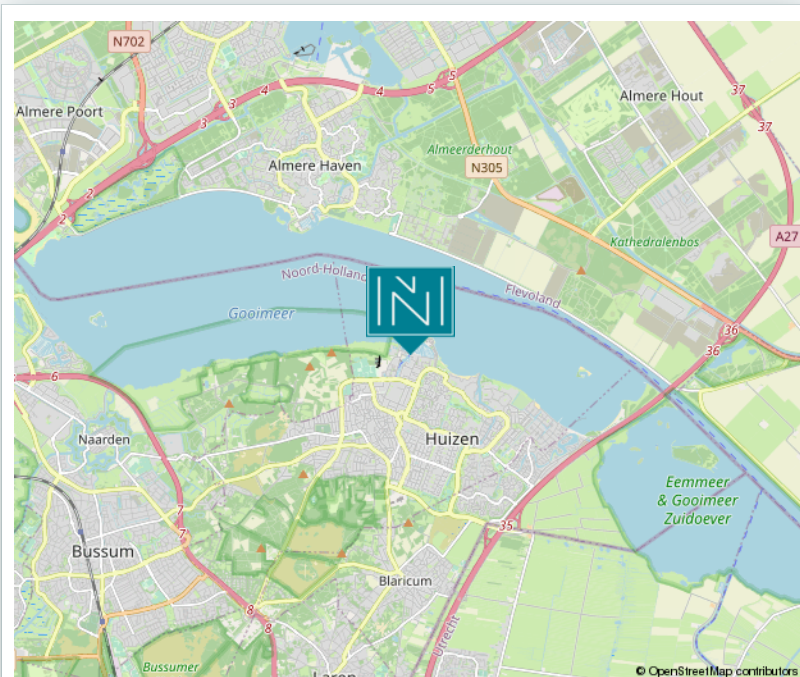 N702
5
5
4
4
37
Almere Hout
3
3
37
Almere Poort
Almeerderhout
Almere Haven
N305
2
2
A27
Kathedralenbos
Noord-Holland
Flevoland
N
Gooimeer
36
36
6
Naarden
Huizen
Eemmeer
& Gooimeer
Zuidoever
7
7
35
Bussum
Blaricum
8
8
Utrecht
Bussumer
Laren
© OpenStreetMap contributors